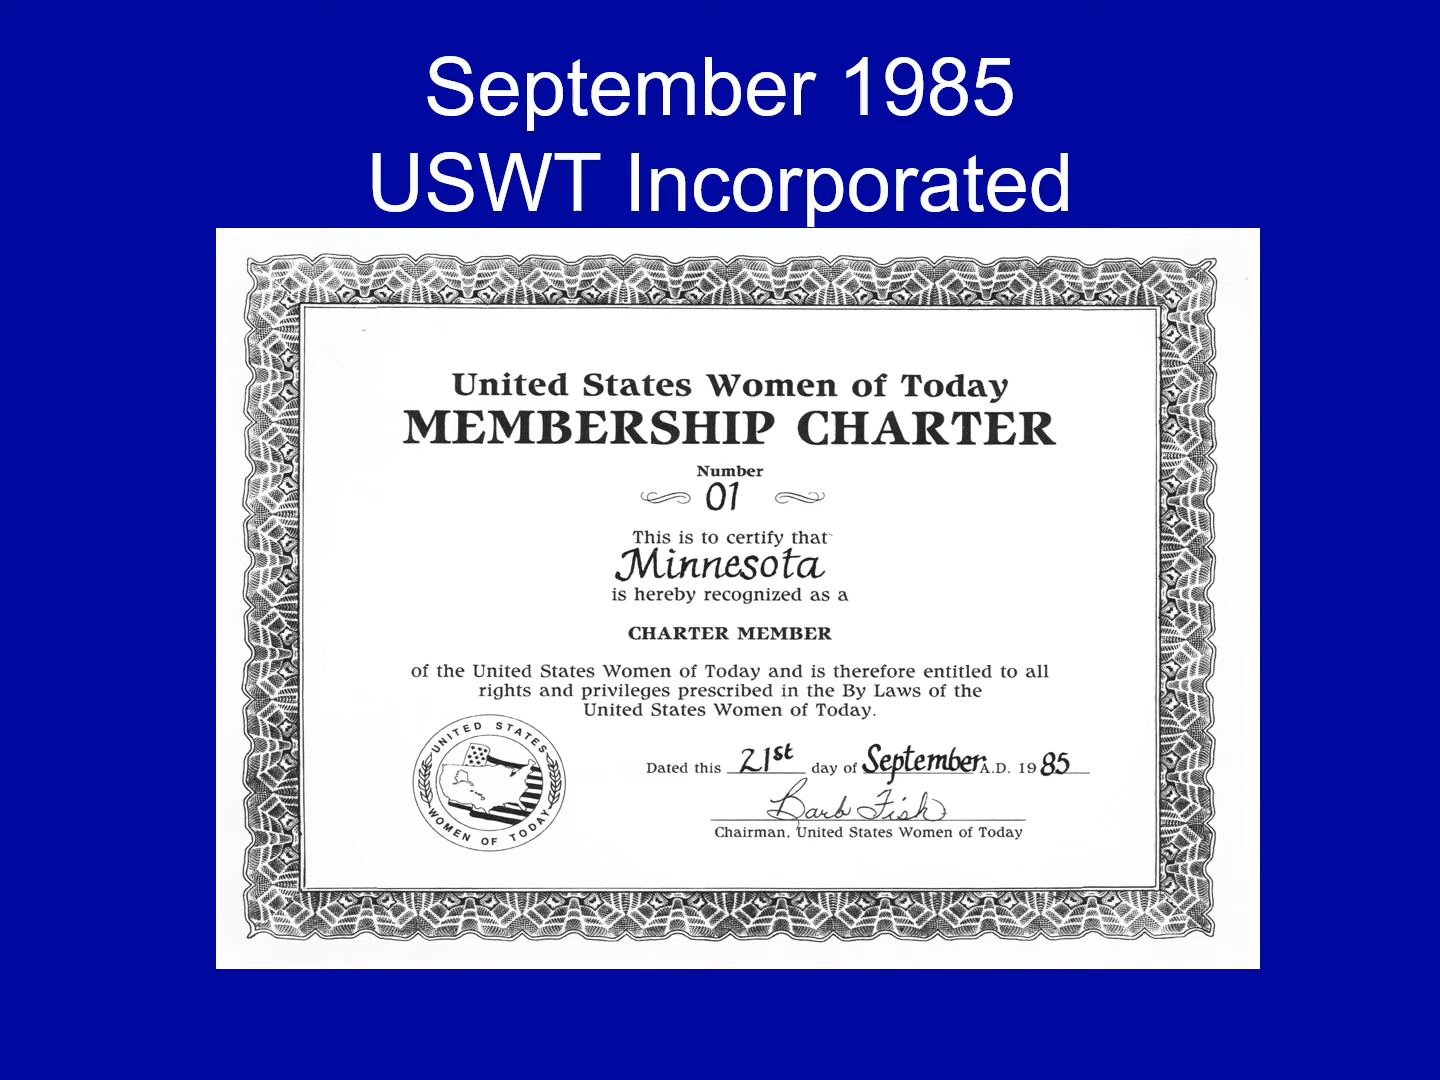 September 1985
USWT Incorporated
United States Women of Today
MEMBERSHIP CHARTER
Number
01
This is to certify that
Minnesota
is hereby recognized as a
CHARTER MEMBER
of the United States Women of Today and is therefore entitled to all
rights and privileges prescribed in the By Laws of the
United States Women of Today.
UNITED STATES
WOMEN OF TODAY
Dated this 21st day of September A.D. 1985
Barb Fish
Chairman, United States Women of Today